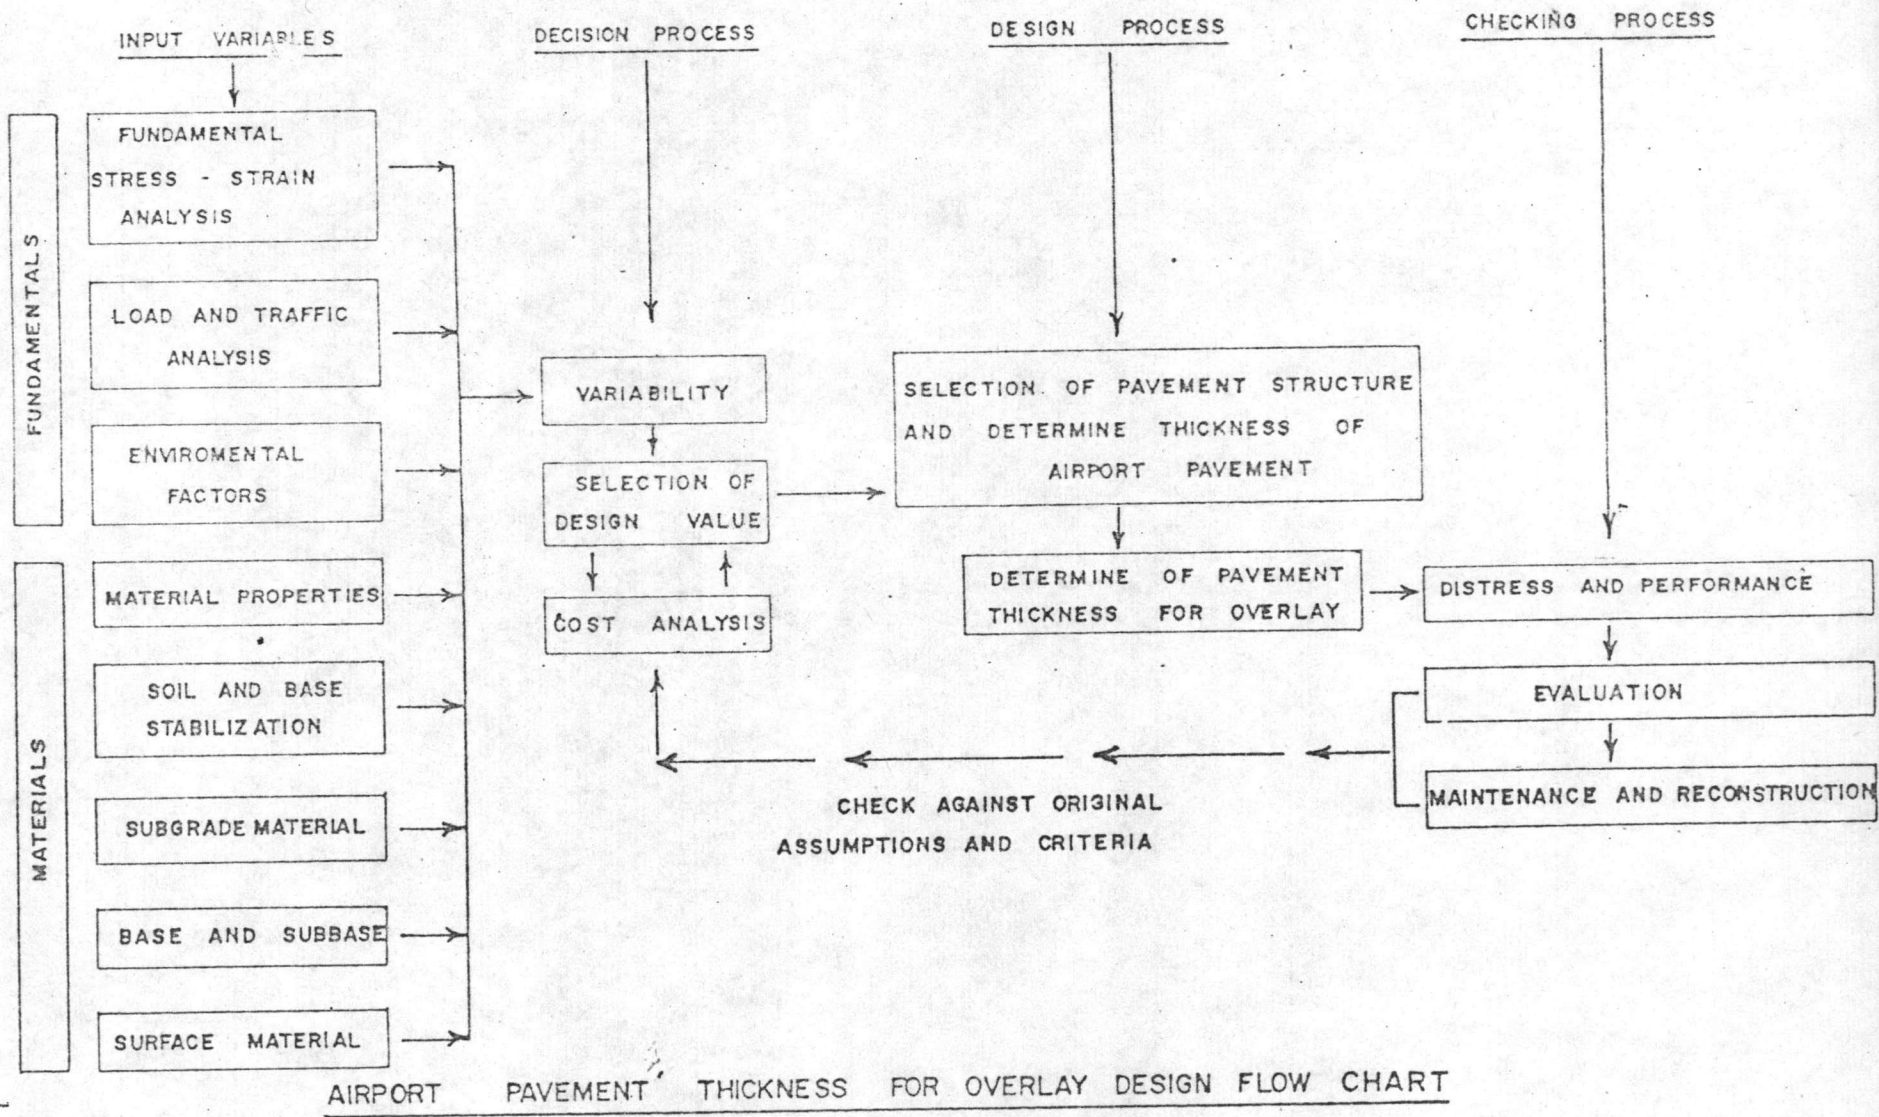 INPUT VARIABLES
DECISION PROCESS
DESIGN PROCESS
CHECKING PROCESS
FUNDAMENTALS
FUNDAMENTAL
STRESS - STRAIN
ANALYSIS
LOAD AND TRAFFIC
ANALYSIS
ENVIROMENTAL
FACTORS
MATERIALS
MATERIAL PROPERTIES
SOIL AND BASE
STABILIZATION
SUBGRADE MATERIAL
BASE AND SUBBASE
SURFACE MATERIAL
VARIABILITY
SELECTION OF
DESIGN VALUE
COST ANALYSIS
SELECTION OF PAVEMENT STRUCTURE
AND DETERMINE THICKNESS OF
AIRPORT PAVEMENT
DETERMINE OF PAVEMENT
THICKNESS FOR OVERLAY
DISTRESS AND PERFORMANCE
EVALUATION
MAINTENANCE AND RECONSTRUCTION
CHECK AGAINST ORIGINAL
ASSUMPTIONS AND CRITERIA
AIRPORT PAVEMENT THICKNESS FOR OVERLAY DESIGN FLOW CHART